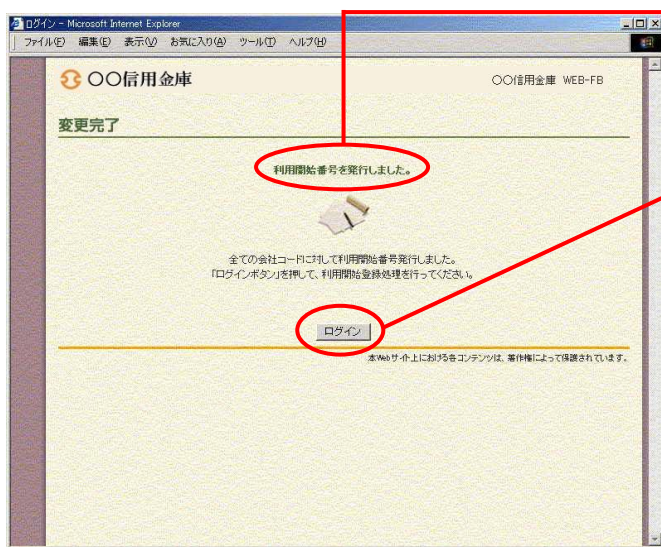 ログイン - Microsoft Internet Explorer
ファイル(F) 編集(E) 表示(V) お気に入り(A) ツール(T) ヘルプ(H)
〇〇信用金庫
〇〇信用金庫 WEB-FB
変更完了
利用開始番号を発行しました。
全ての会社コードに対して利用開始番号発行しました。
「ログインボタン」を押して、利用開始登録処理を行ってください。
ログイン
本Webサイト上における各コンテンツは、著作権によって保護されています。